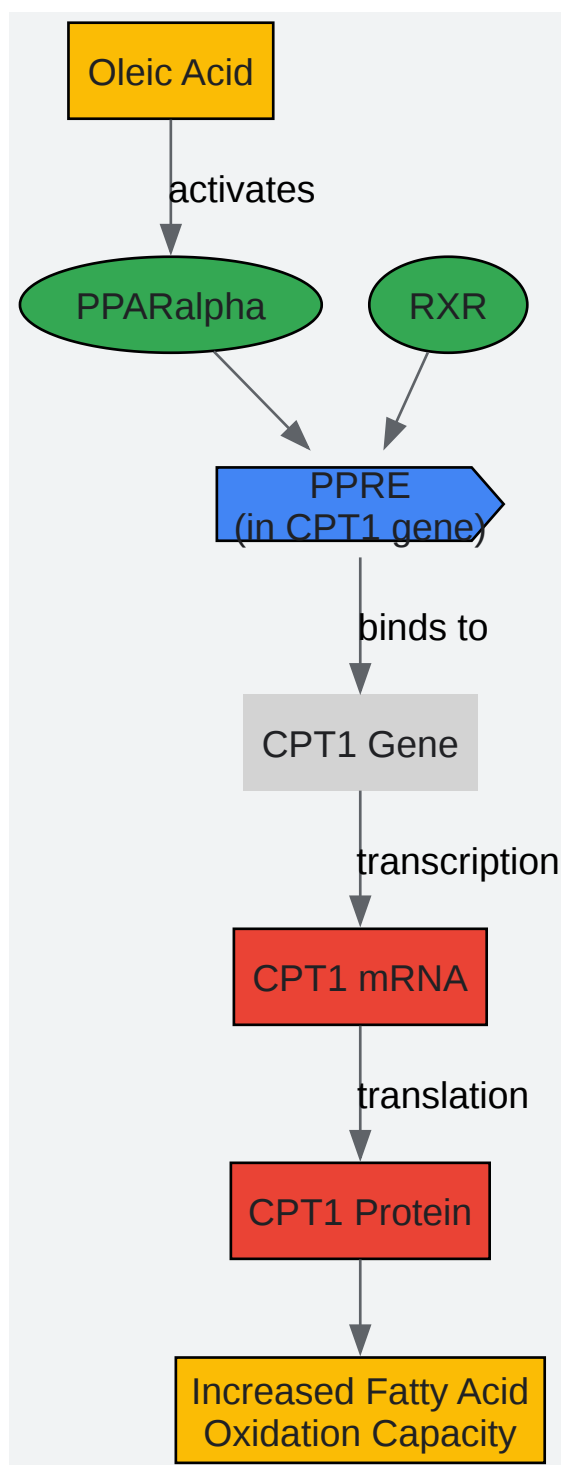 Oleic Acid
activates
PPARalpha
RXR
PPRE
(in CPT1 gene)
binds to
CPT1 Gene
transcription
CPT1 mRNA
translation
CPT1 Protein
Increased Fatty Acid
Oxidation Capacity